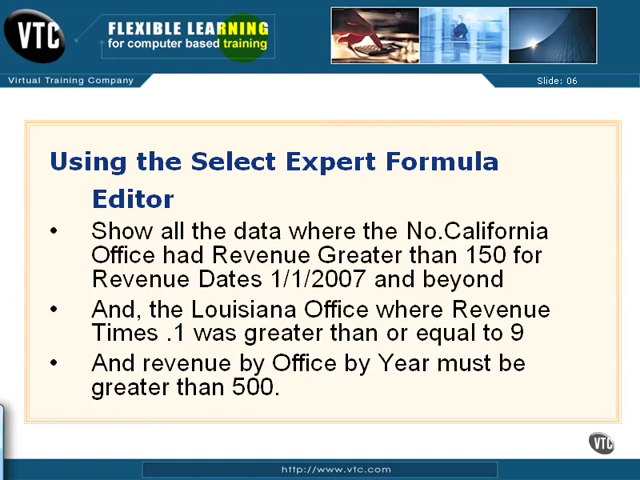 VTC
FLEXIBLE LEARNING
for computer based training
Virtual Training Company
Slide: 06
Using the Select Expert Formula
Editor
• Show all the data where the No.California
Office had Revenue Greater than 150 for
Revenue Dates 1/1/2007 and beyond
• And, the Louisiana Office where Revenue
Times .1 was greater than or equal to 9
• And revenue by Office by Year must be
greater than 500.
VTC
http://www.vtc.com